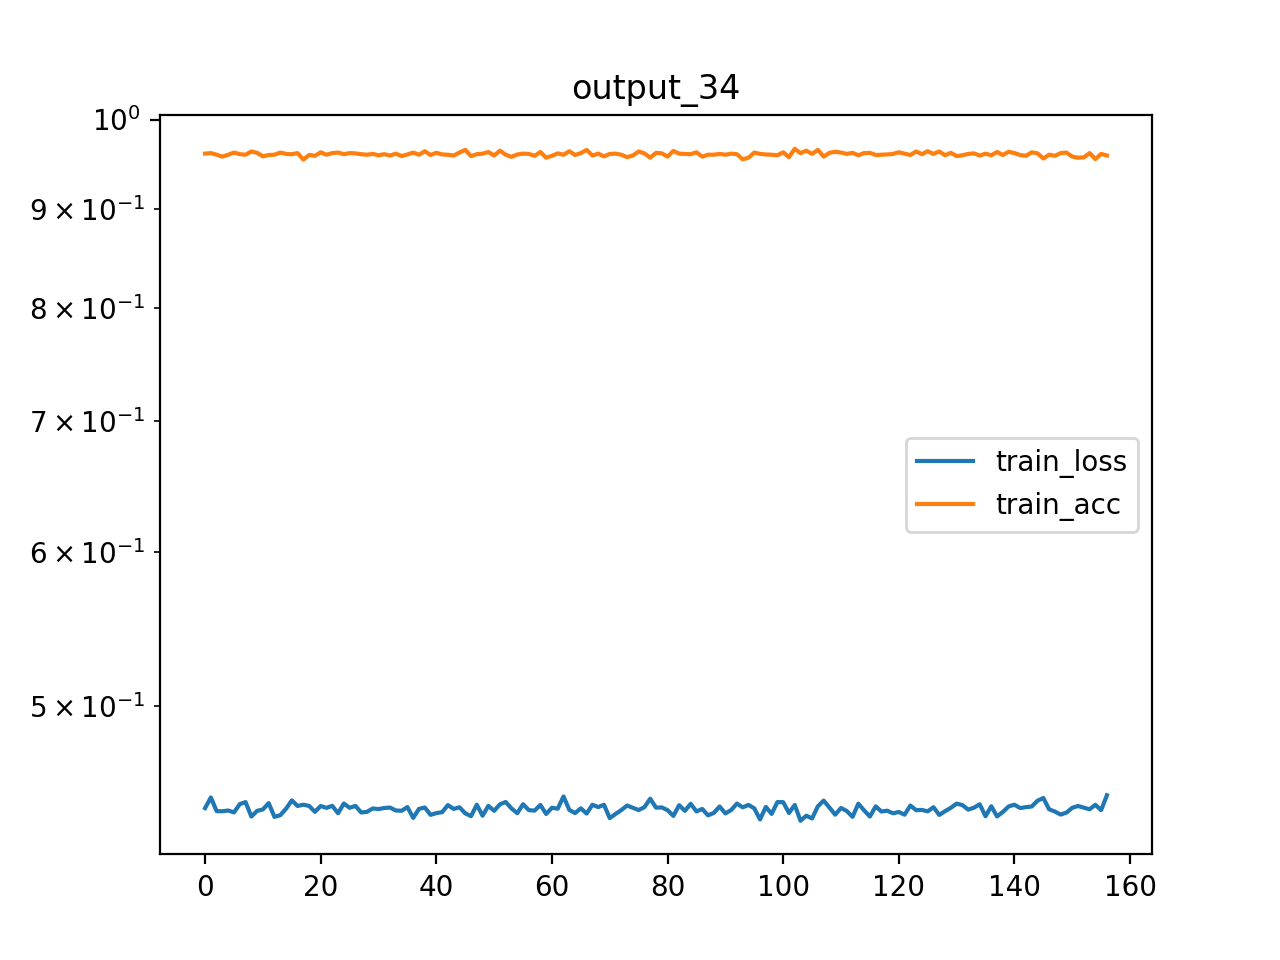 output_34
10⁰
9 × 10⁻¹
8 × 10⁻¹
7 × 10⁻¹
6 × 10⁻¹
5 × 10⁻¹
train_loss
train_acc
0 20 40 60 80 100 120 140 160